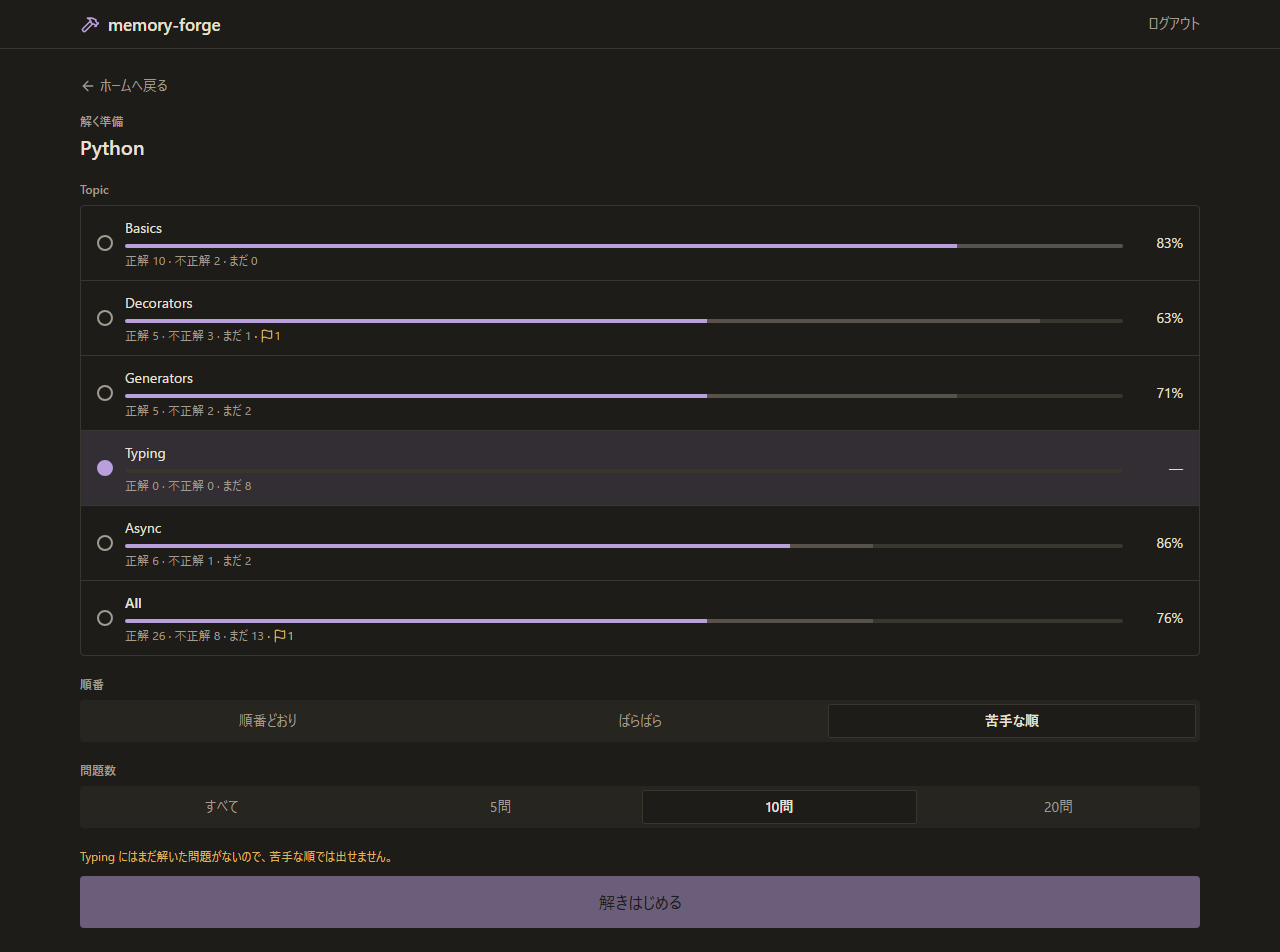 memory-forge
ログアウト
← ホームへ戻る
解く準備
Python
Topic
Basics
83%
正解 10 · 不正解 2 · まだ 0
Decorators
63%
正解 5 · 不正解 3 · まだ 1 · 1
Generators
71%
正解 5 · 不正解 2 · まだ 2
Typing
—
正解 0 · 不正解 0 · まだ 8
Async
86%
正解 6 · 不正解 1 · まだ 2
All
76%
正解 26 · 不正解 8 · まだ 13 · 1
順番
順番どおり ばらばら 苦手な順
問題数
すべて 5問 10問 20問
Typing にはまだ解いた問題がないので、苦手な順では出せません。
解きはじめる